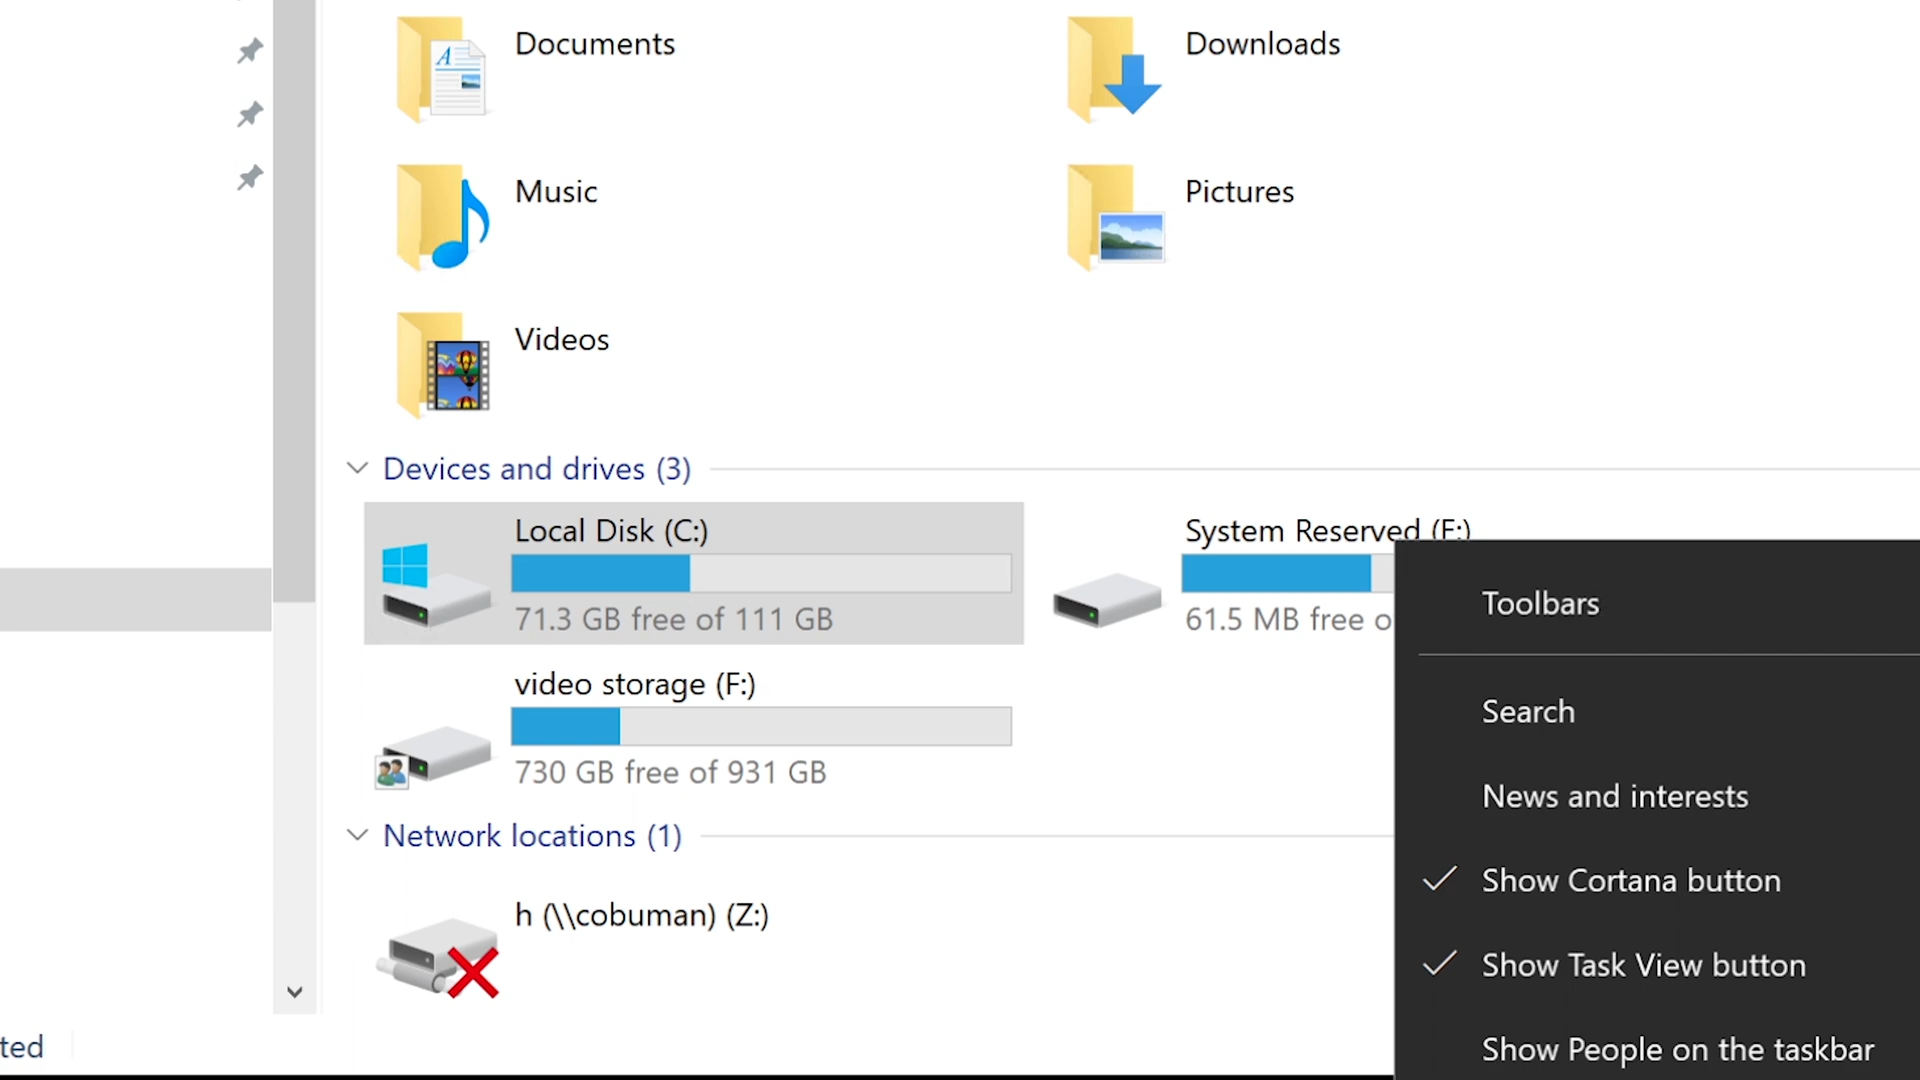 Documents
Downloads
Music
Pictures
Videos
Devices and drives (3)
Local Disk (C:)
71.3 GB free of 111 GB
System Reserved (E:)
61.5 MB free o
video storage (F:)
730 GB free of 931 GB
Network locations (1)
h (\\cobuman) (Z:)
ted
Toolbars
Search
News and interests
Show Cortana button
Show Task View button
Show People on the taskbar